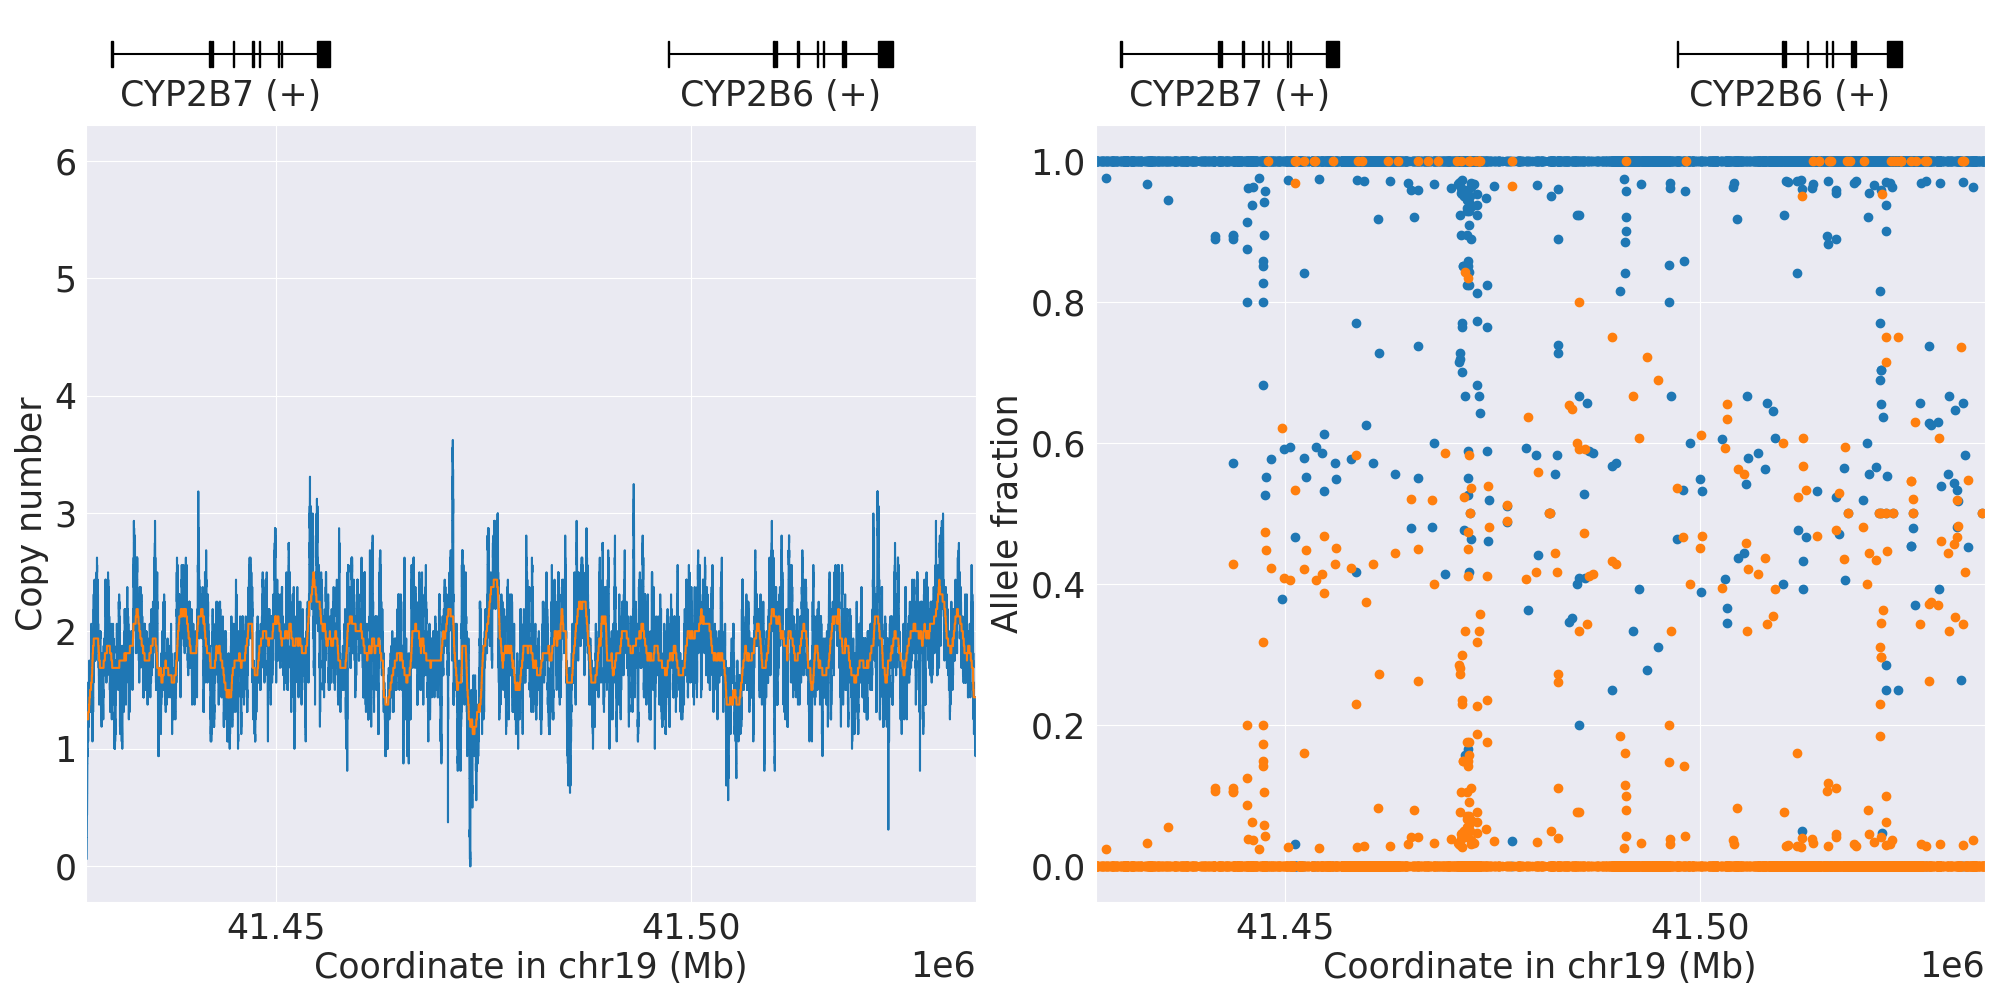 CYP2B7 (+)
CYP2B6 (+)
6
5
4
3
2
1
0
Copy number
41.45
41.50
Coordinate in chr19 (Mb)
1e6
CYP2B7 (+)
CYP2B6 (+)
1.0
0.8
0.6
0.4
0.2
0.0
Allele fraction
41.45
41.50
Coordinate in chr19 (Mb)
1e6